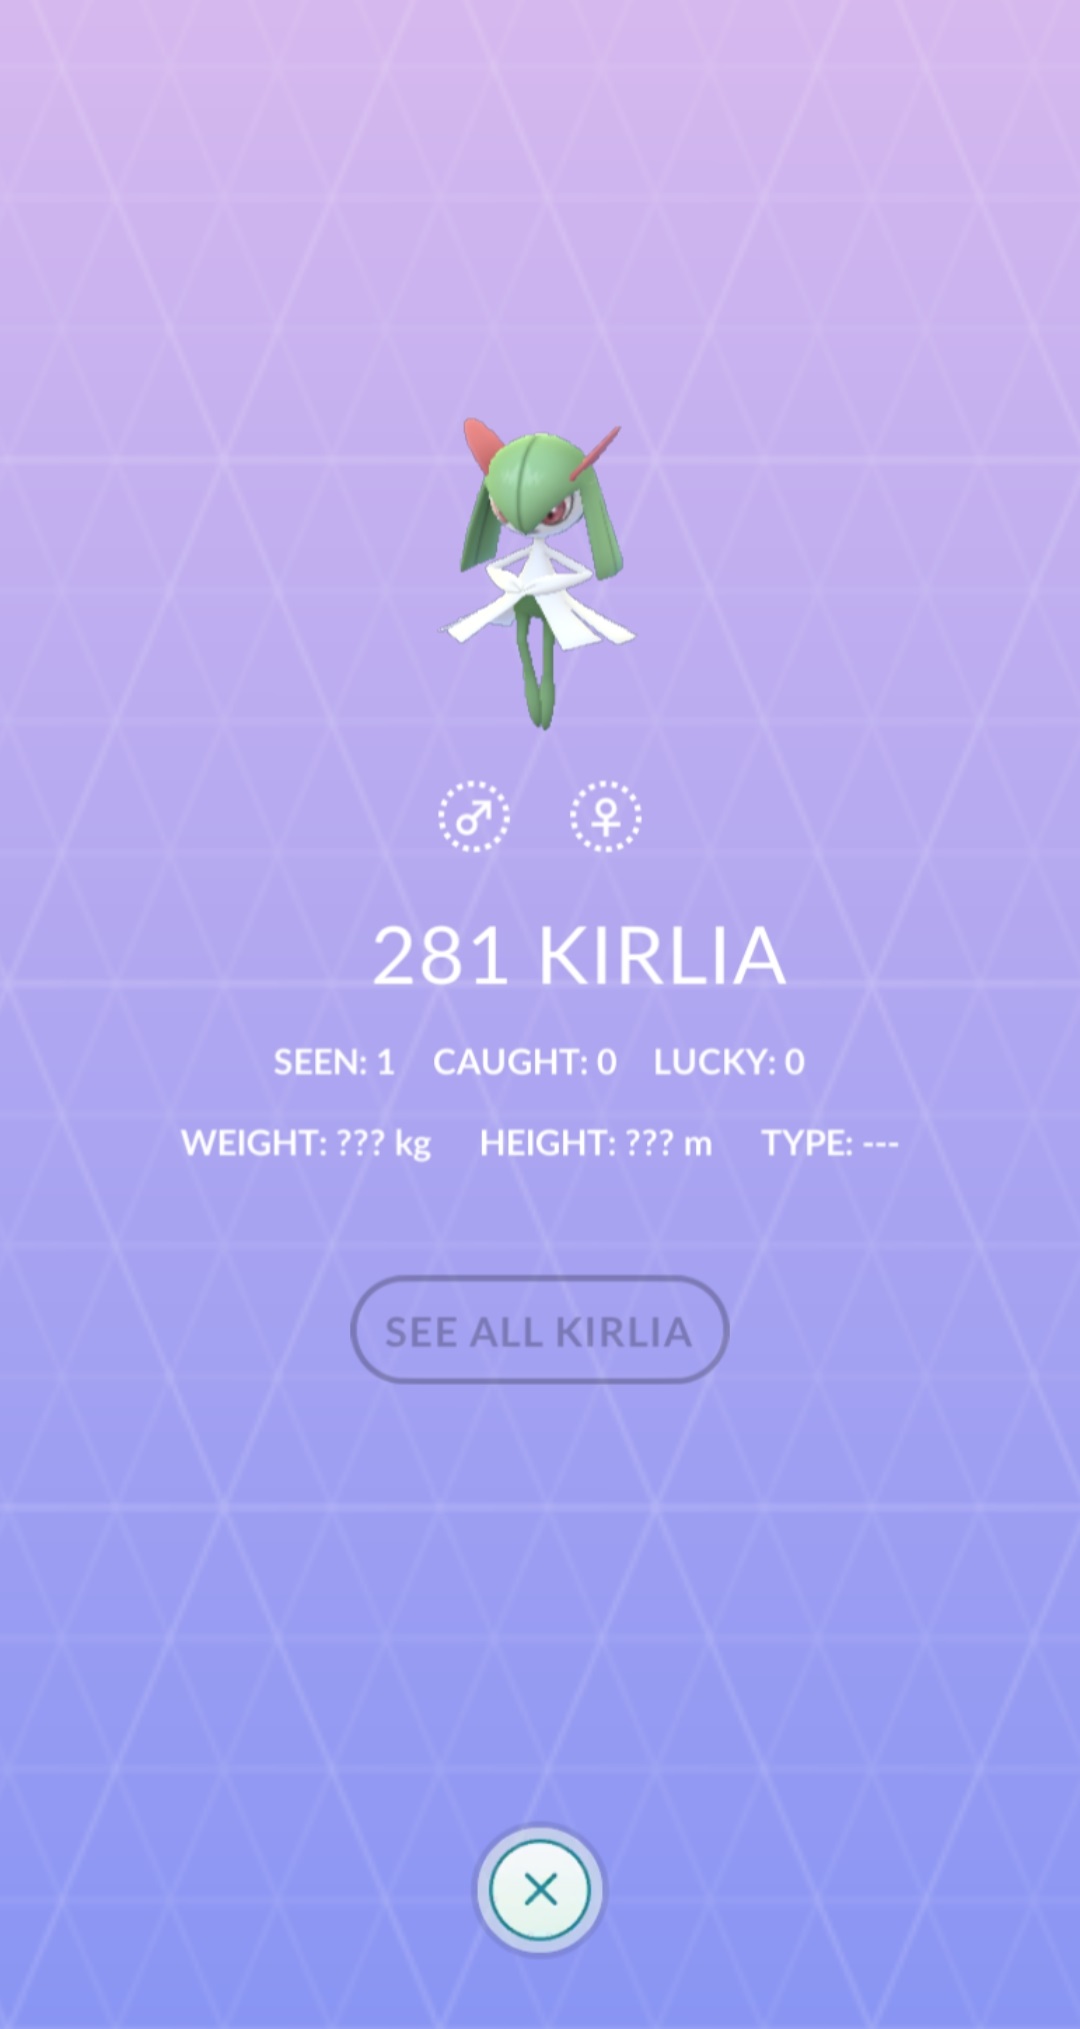 281 KIRLIA
SEEN: 1 CAUGHT: 0 LUCKY: 0
WEIGHT: ??? kg HEIGHT: ??? m TYPE: ---
SEE ALL KIRLIA